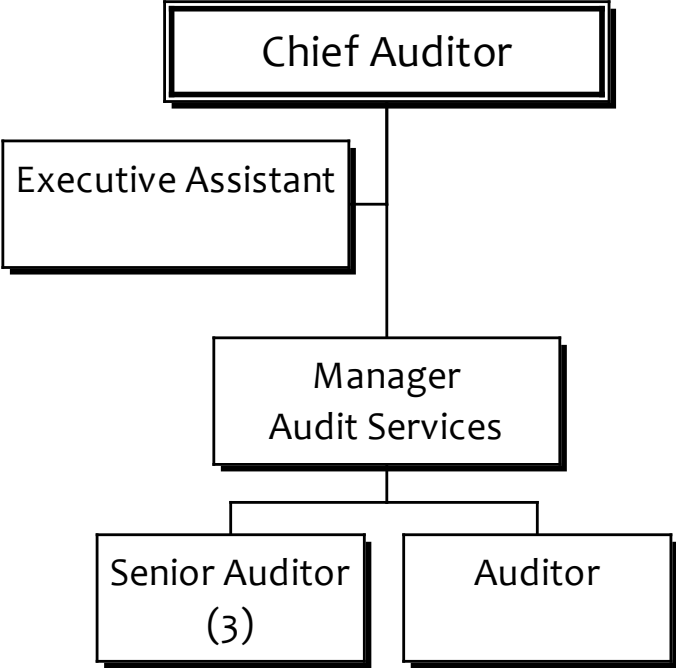 Chief Auditor
Executive Assistant
Manager
Audit Services
Senior Auditor
(3)
Auditor